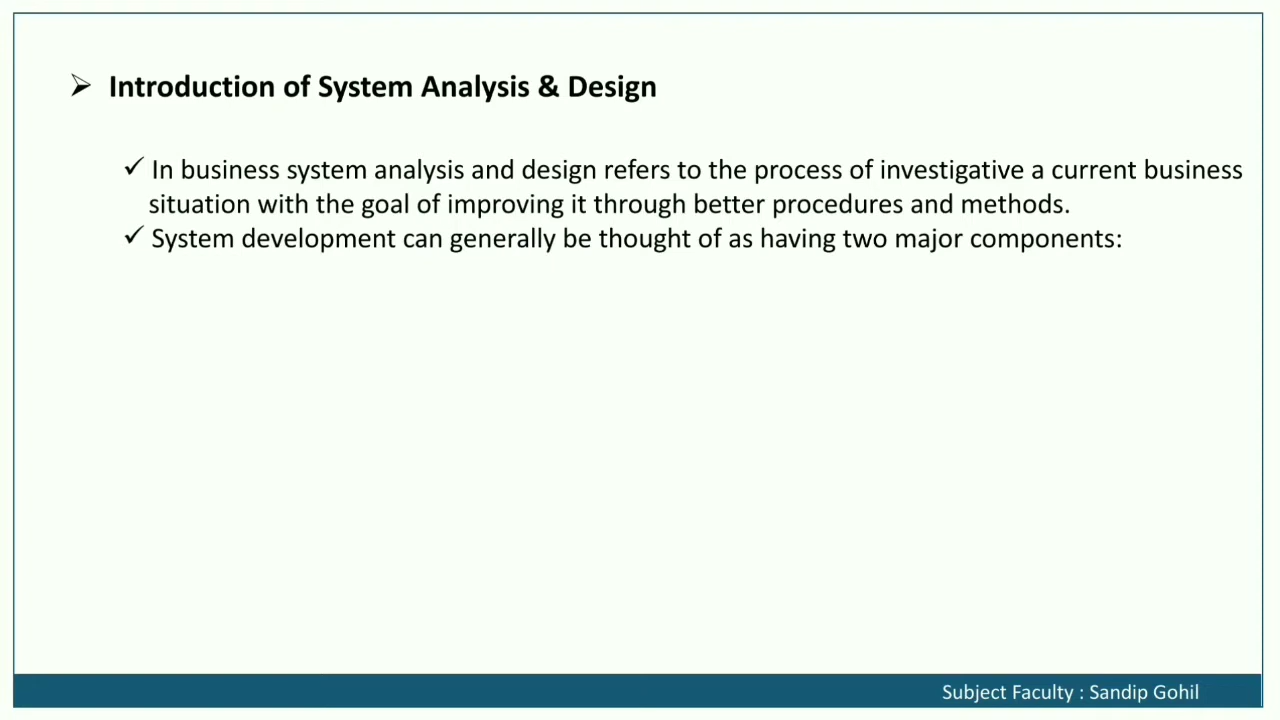 ➢ Introduction of System Analysis & Design
✓ In business system analysis and design refers to the process of investigative a current business
situation with the goal of improving it through better procedures and methods.
✓ System development can generally be thought of as having two major components:
Subject Faculty : Sandip Gohil